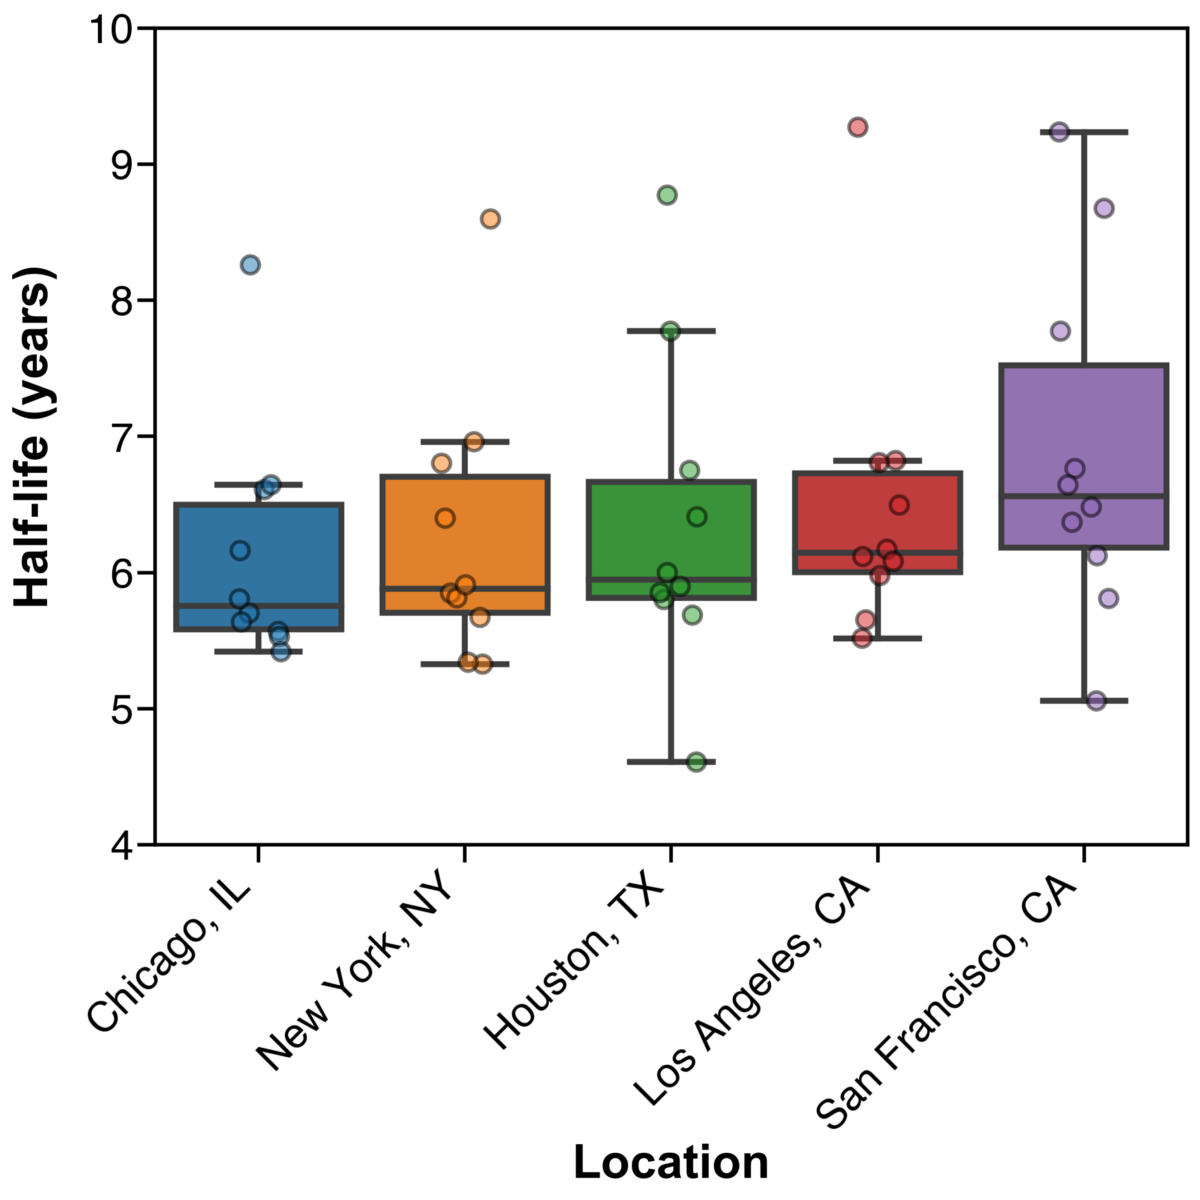 10
9
8
7
6
5
4
Half-life (years)
Chicago, IL
New York, NY
Houston, TX
Los Angeles, CA
San Francisco, CA
Location